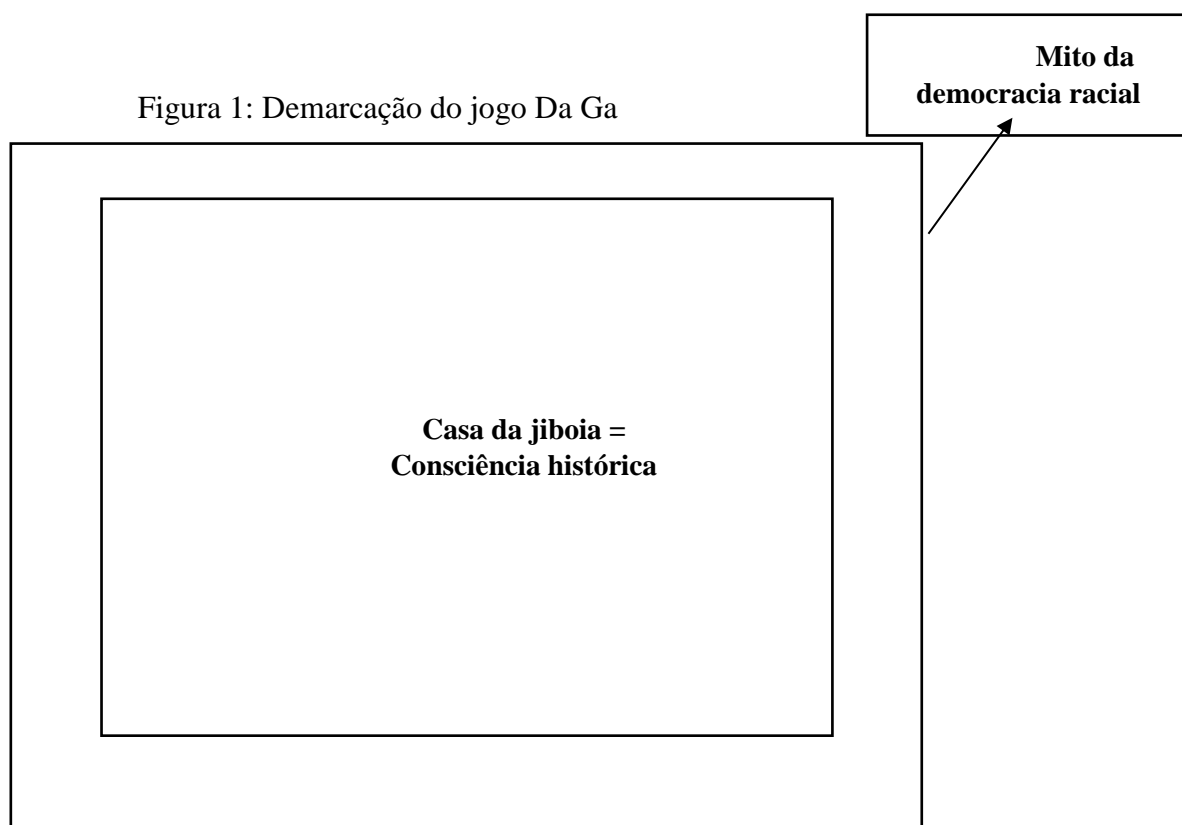 Mito da
democracia racial
Figura 1: Demarcação do jogo Da Ga
Casa da jiboia =
Consciência histórica